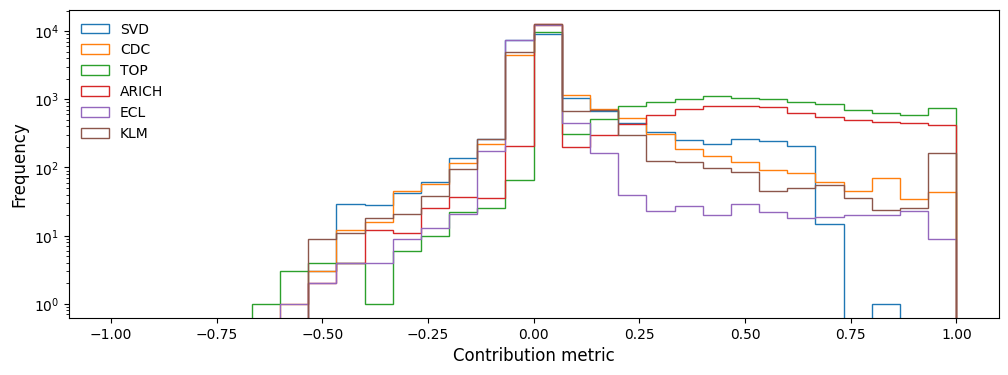 SVD
CDC
TOP
ARICH
ECL
KLM
Frequency
10⁴
10³
10²
10¹
10⁰
−1.00 −0.75 −0.50 −0.25 0.00 0.25 0.50 0.75 1.00
Contribution metric